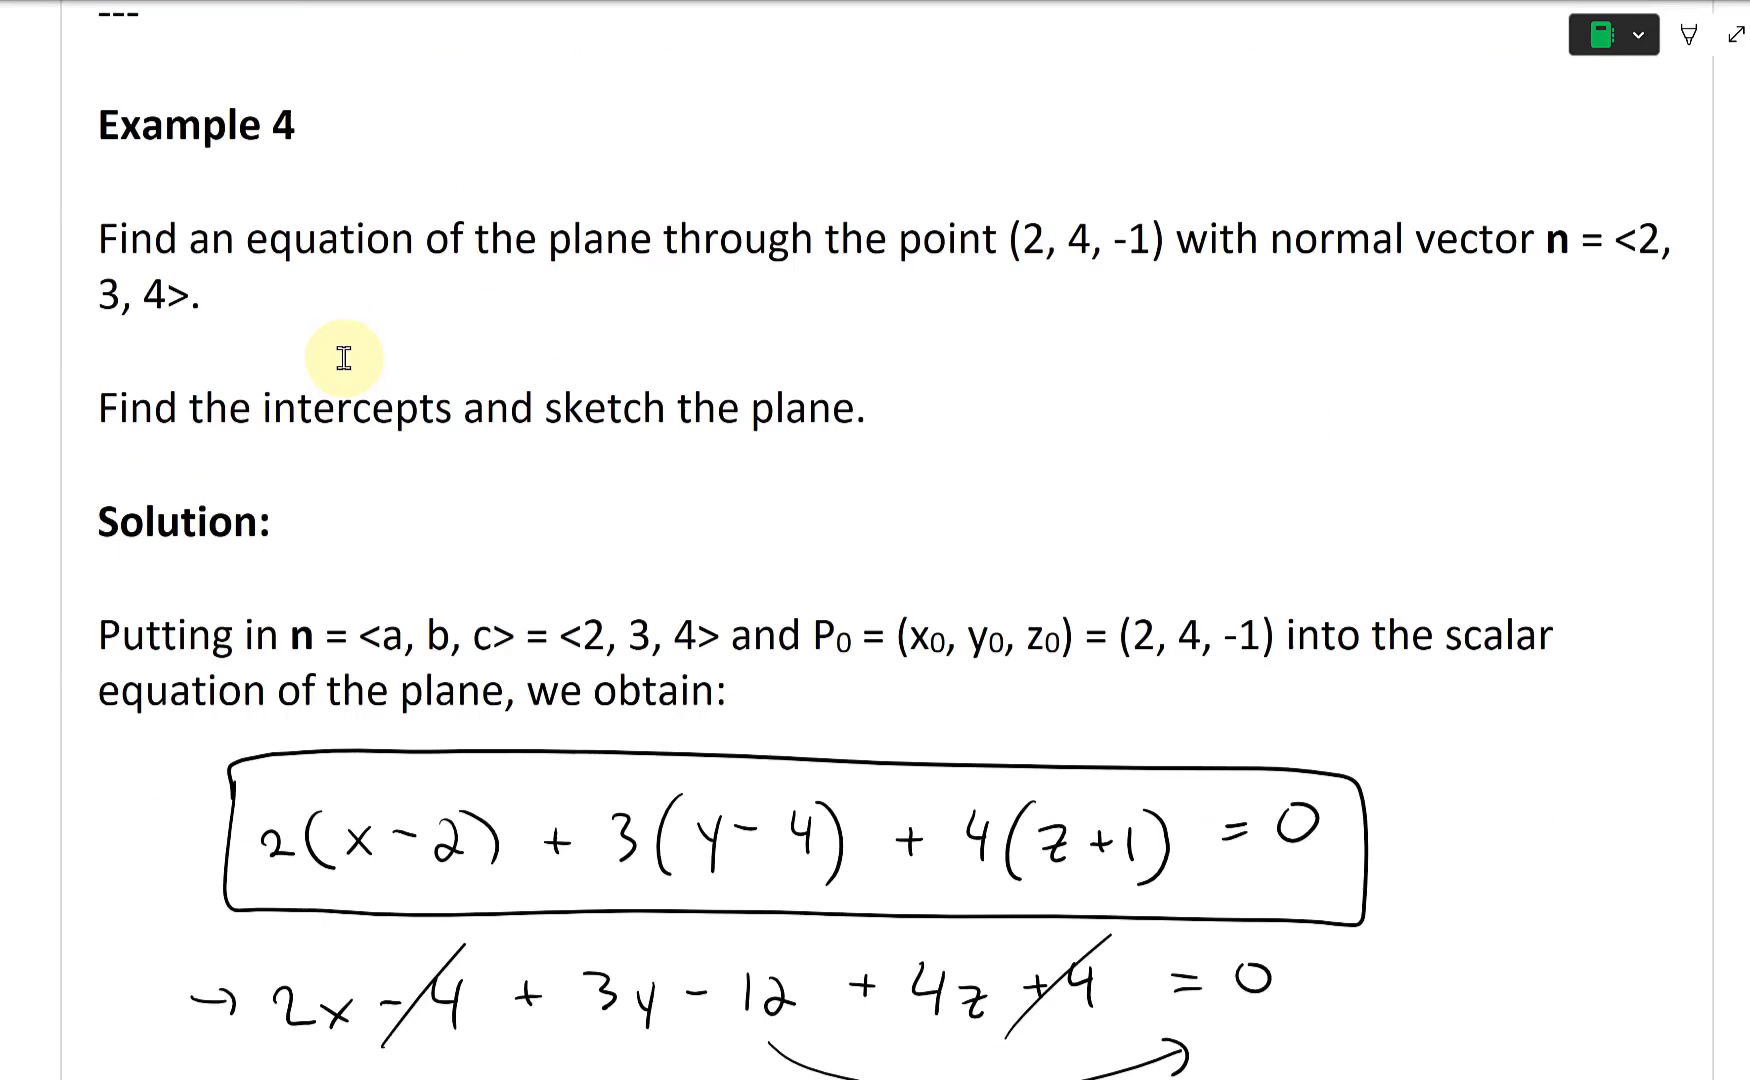 ---
Example 4
Find an equation of the plane through the point (2, 4, -1) with normal vector n = <2,
3, 4>.
Find the intercepts and sketch the plane.
Solution:
Putting in n = <a, b, c> = <2, 3, 4> and P₀ = (x₀, y₀, z₀) = (2, 4, -1) into the scalar
equation of the plane, we obtain:
2(x - 2) + 3(y - 4) + 4(z + 1) = 0
→ 2x - 4 + 3y - 12 + 4z + 4 = 0